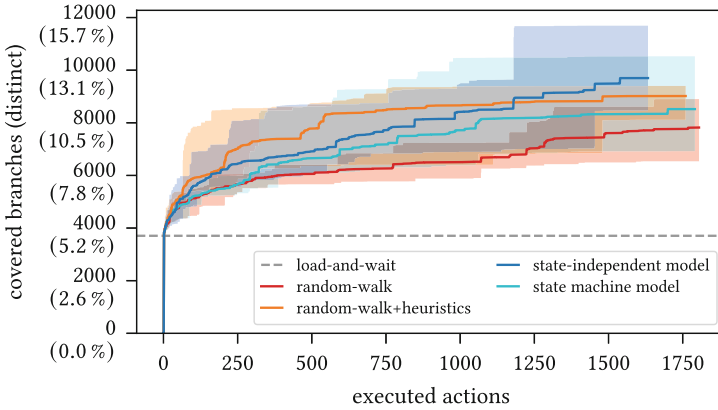 12000
(15.7 %)
10000
(13.1 %)
8000
(10.5 %)
6000
(7.8 %)
4000
(5.2 %)
2000
(2.6 %)
0
(0.0 %)
covered branches (distinct)
load-and-wait
random-walk
random-walk+heuristics
state-independent model
state machine model
0 250 500 750 1000 1250 1500 1750
executed actions